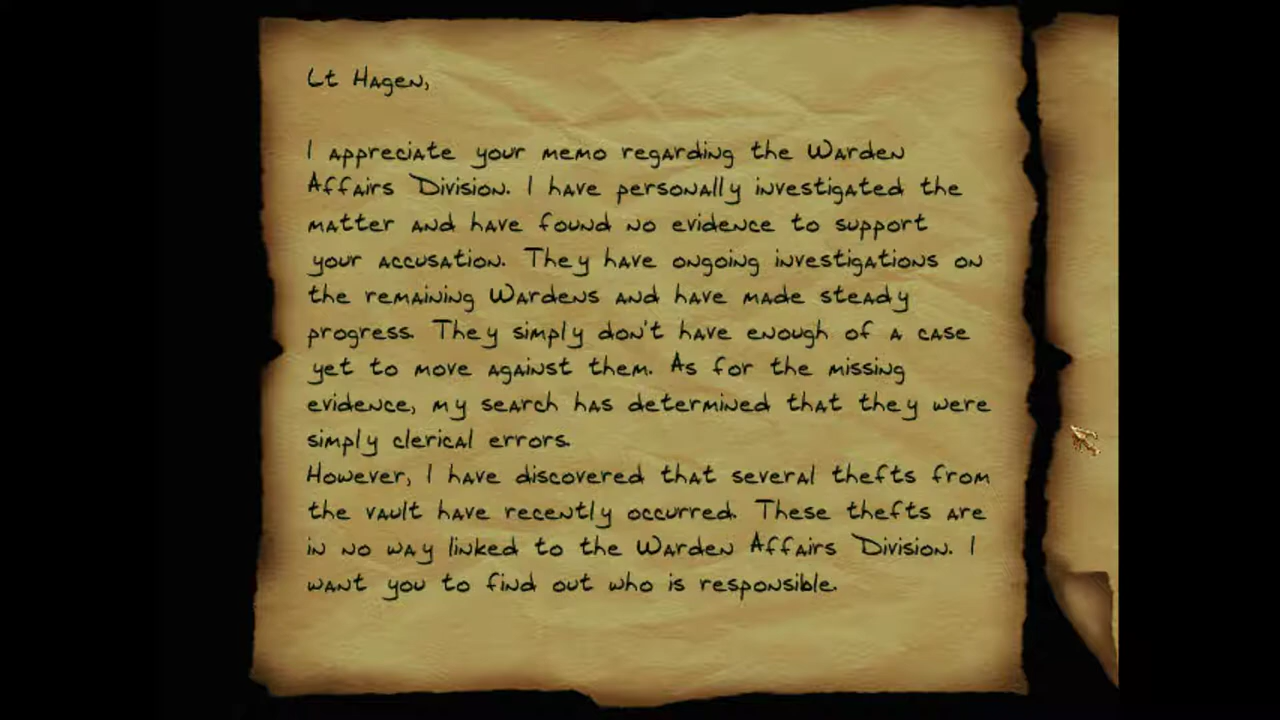 Lt Hagen,
I appreciate your memo regarding the Warden
Affairs Division. I have personally investigated the
matter and have found no evidence to support
your accusation. They have ongoing investigations on
the remaining Wardens and have made steady
progress. They simply don't have enough of a case
yet to move against them. As for the missing
evidence, my search has determined that they were
simply clerical errors.
However, I have discovered that several thefts from
the vault have recently occurred. These thefts are
in no way linked to the Warden Affairs Division. I
want you to find out who is responsible.